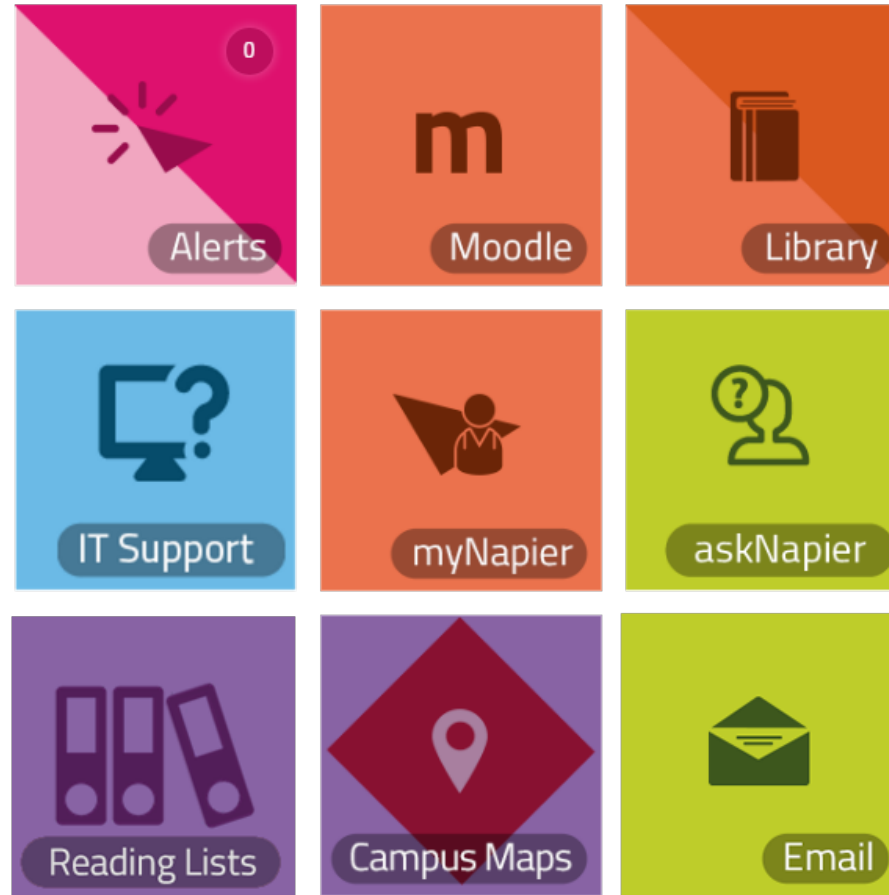 0
Alerts
m
Moodle
Library
?
IT Support
myNapier
?
askNapier
Reading Lists
Campus Maps
Email